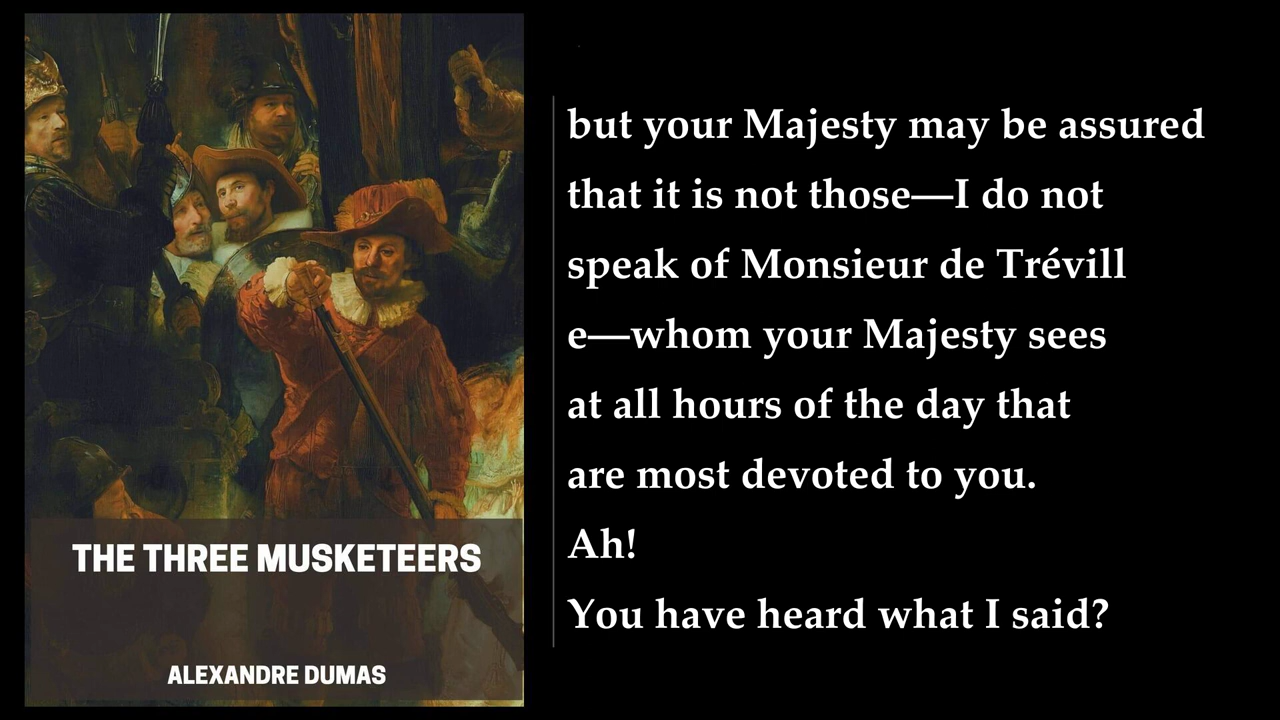 THE THREE MUSKETEERS
ALEXANDRE DUMAS
but your Majesty may be assured
that it is not those—I do not
speak of Monsieur de Trévill
e—whom your Majesty sees
at all hours of the day that
are most devoted to you.
Ah!
You have heard what I said?